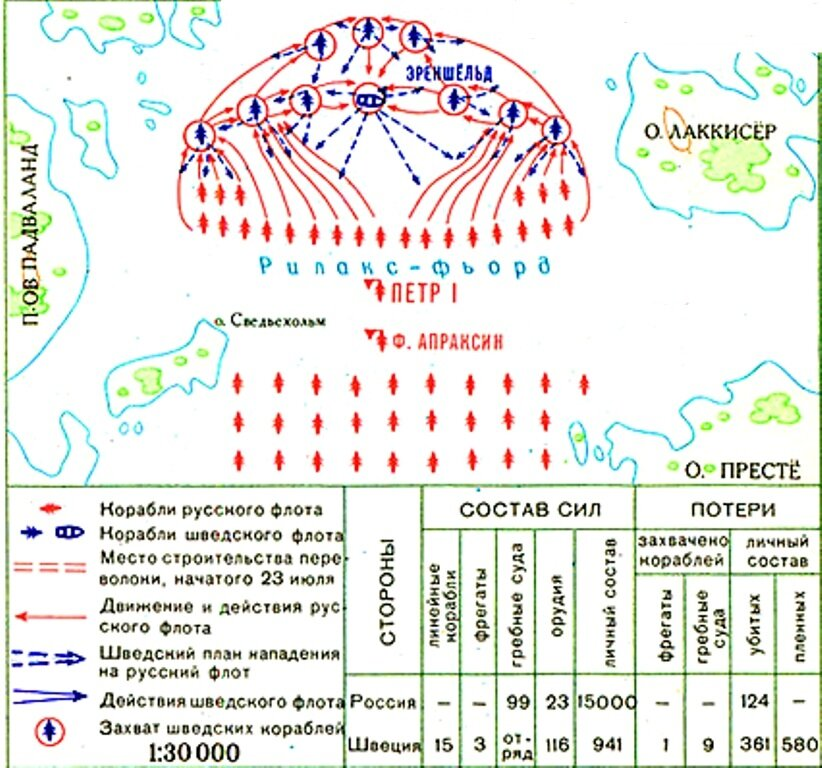 ЭРЕНШЁЛЬД
О. ЛАККИСЁР
П-ОВ ПАДВАЛАНД
Рилакс-фьорд
ПЕТР I
о. Сведьехольм
Ф. АПРАКСИН
О. ПРЕСТЁ
Корабли русского флота
Корабли шведского флота
Место строительства пере-
волоки, начатого 23 июля
Движение и действия рус-
ского флота
Шведский план нападения
на русский флот
Действия шведского флота
Захват шведских кораблей
1:30 000
СТОРОНЫ
СОСТАВ СИЛ
ПОТЕРИ
линейные
корабли
фрегаты
гребные суда
орудия
личный состав
захвачено
кораблей
личный
состав
фрегаты
гребные
суда
убитых
пленных
Россия – – 99 23 15000 – – 124 –
Швеция 15 3 от-
ряд 116 941 1 9 361 580